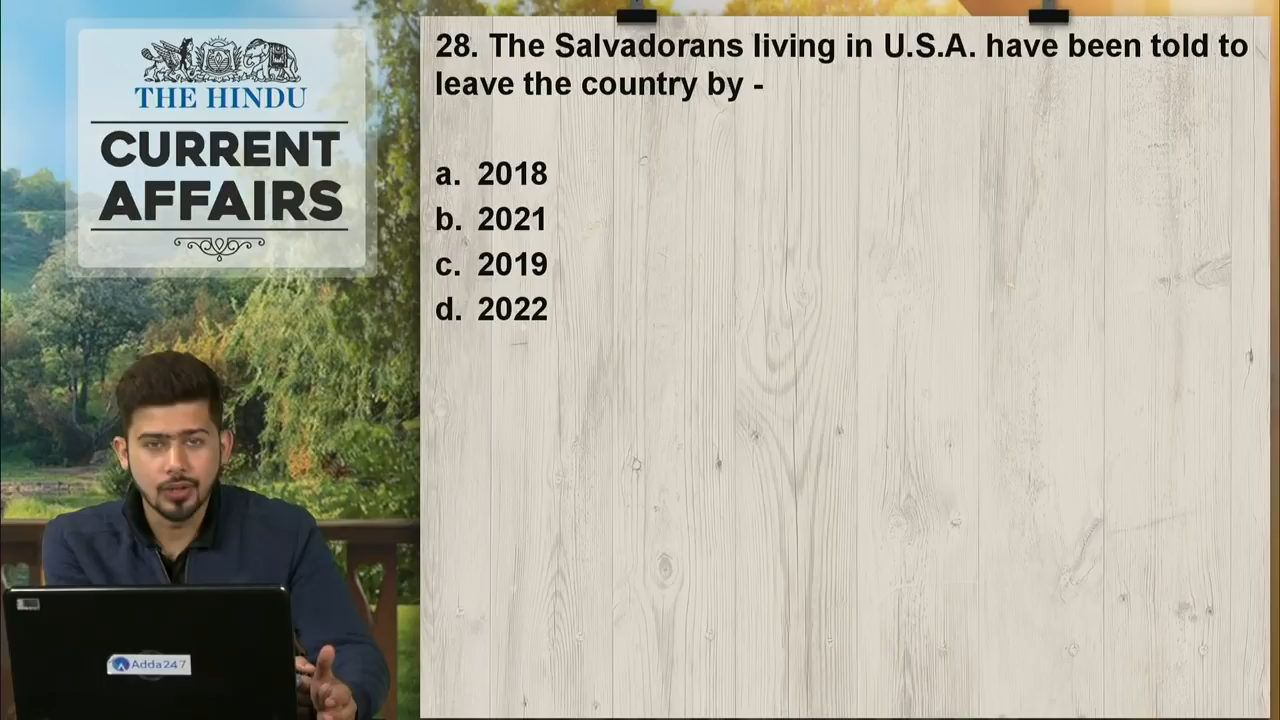 THE HINDU
CURRENT
AFFAIRS
28. The Salvadorans living in U.S.A. have been told to
leave the country by -
a. 2018
b. 2021
c. 2019
d. 2022
Adda247